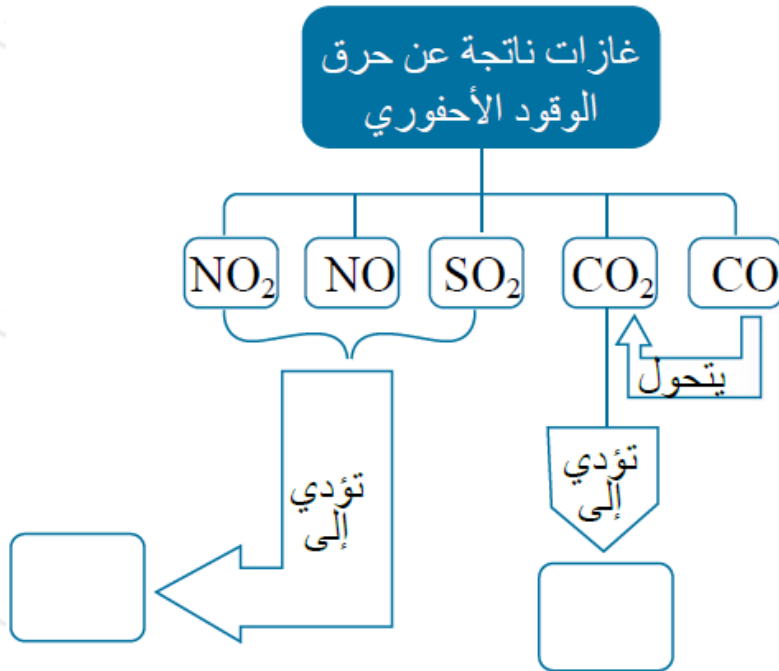 غازات ناتجة عن حرق
الوقود الأحفوري
CO
CO₂
SO₂
NO
NO₂
يتحول
تؤدي
إلى
تؤدي
إلى